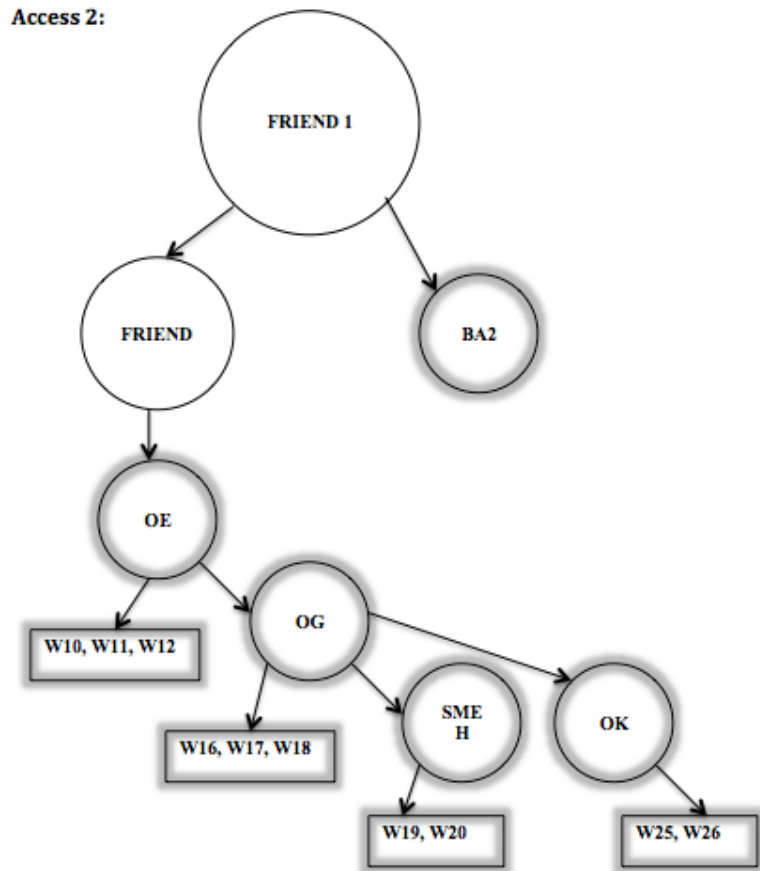 Access 2:
FRIEND 1
FRIEND
BA2
OE
W10, W11, W12
OG
W16, W17, W18
SME
H
OK
W19, W20
W25, W26